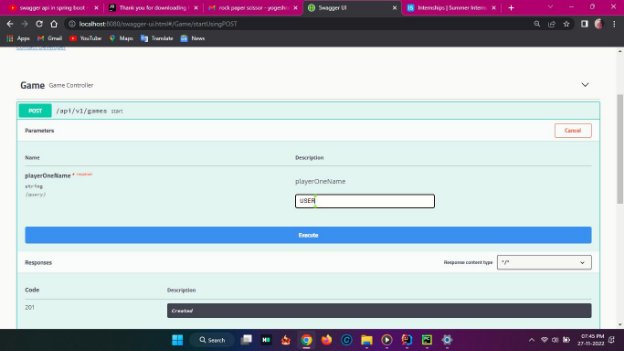 swagger api in spring boot
Thank you for downloading
rock paper scissor - yogesh
Swagger UI
Internships | Summer Intern
localhost:8080/swagger-ui.html#/Game/startUsingPOST
Apps
Gmail
YouTube
Maps
Translate
News
Contact Developer
Game Game Controller
POST /api/v1/games start
Parameters
Cancel
Name Description
playerOneName * required
string
(query)
playerOneName
USER
Execute
Responses
Response content type
*/*
Code Description
201
Created
Search
07:45 PM
27-11-2022